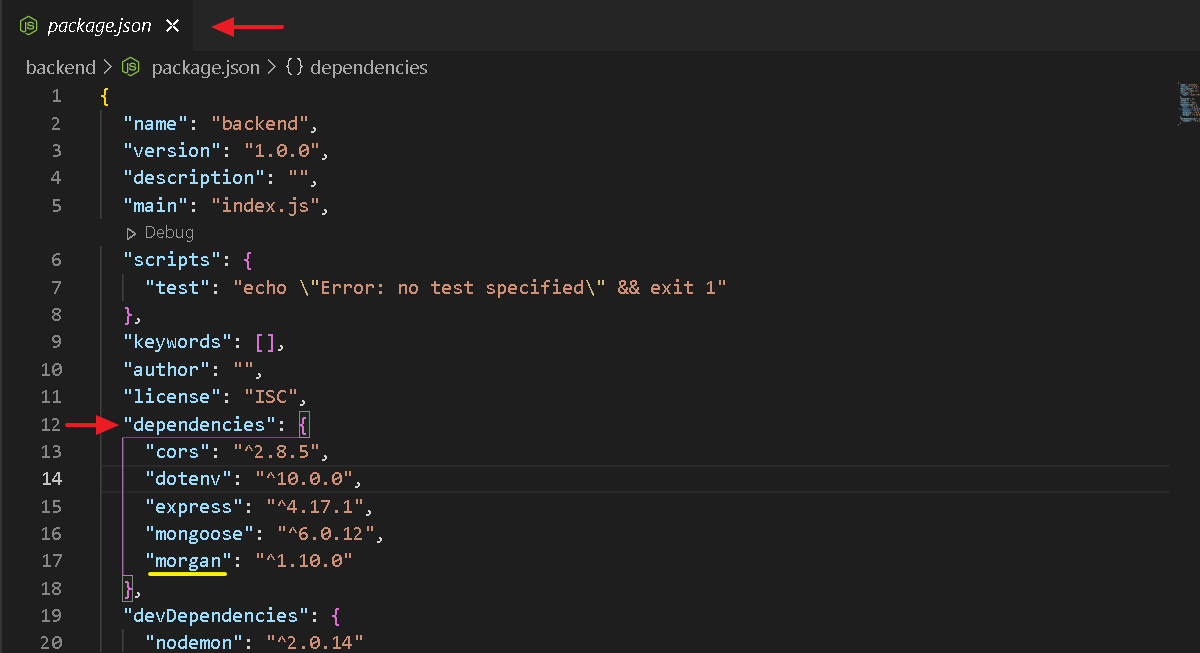 package.json
backend > package.json > {} dependencies
1 {
2 "name": "backend",
3 "version": "1.0.0",
4 "description": "",
5 "main": "index.js",
Debug
6 "scripts": {
7 "test": "echo \"Error: no test specified\" && exit 1"
8 },
9 "keywords": [],
10 "author": "",
11 "license": "ISC",
12 "dependencies": {
13 "cors": "^2.8.5",
14 "dotenv": "^10.0.0",
15 "express": "^4.17.1",
16 "mongoose": "^6.0.12",
17 "morgan": "^1.10.0"
18 },
19 "devDependencies": {
20 "nodemon": "^2.0.14"